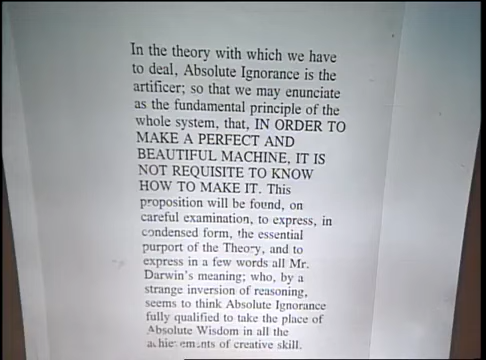 In the theory with which we have
to deal, Absolute Ignorance is the
artificer; so that we may enunciate
as the fundamental principle of the
whole system, that, IN ORDER TO
MAKE A PERFECT AND
BEAUTIFUL MACHINE, IT IS
NOT REQUISITE TO KNOW
HOW TO MAKE IT. This
proposition will be found, on
careful examination, to express, in
condensed form, the essential
purport of the Theory, and to
express in a few words all Mr.
Darwin's meaning; who, by a
strange inversion of reasoning,
seems to think Absolute Ignorance
fully qualified to take the place of
Absolute Wisdom in all the
achievements of creative skill.